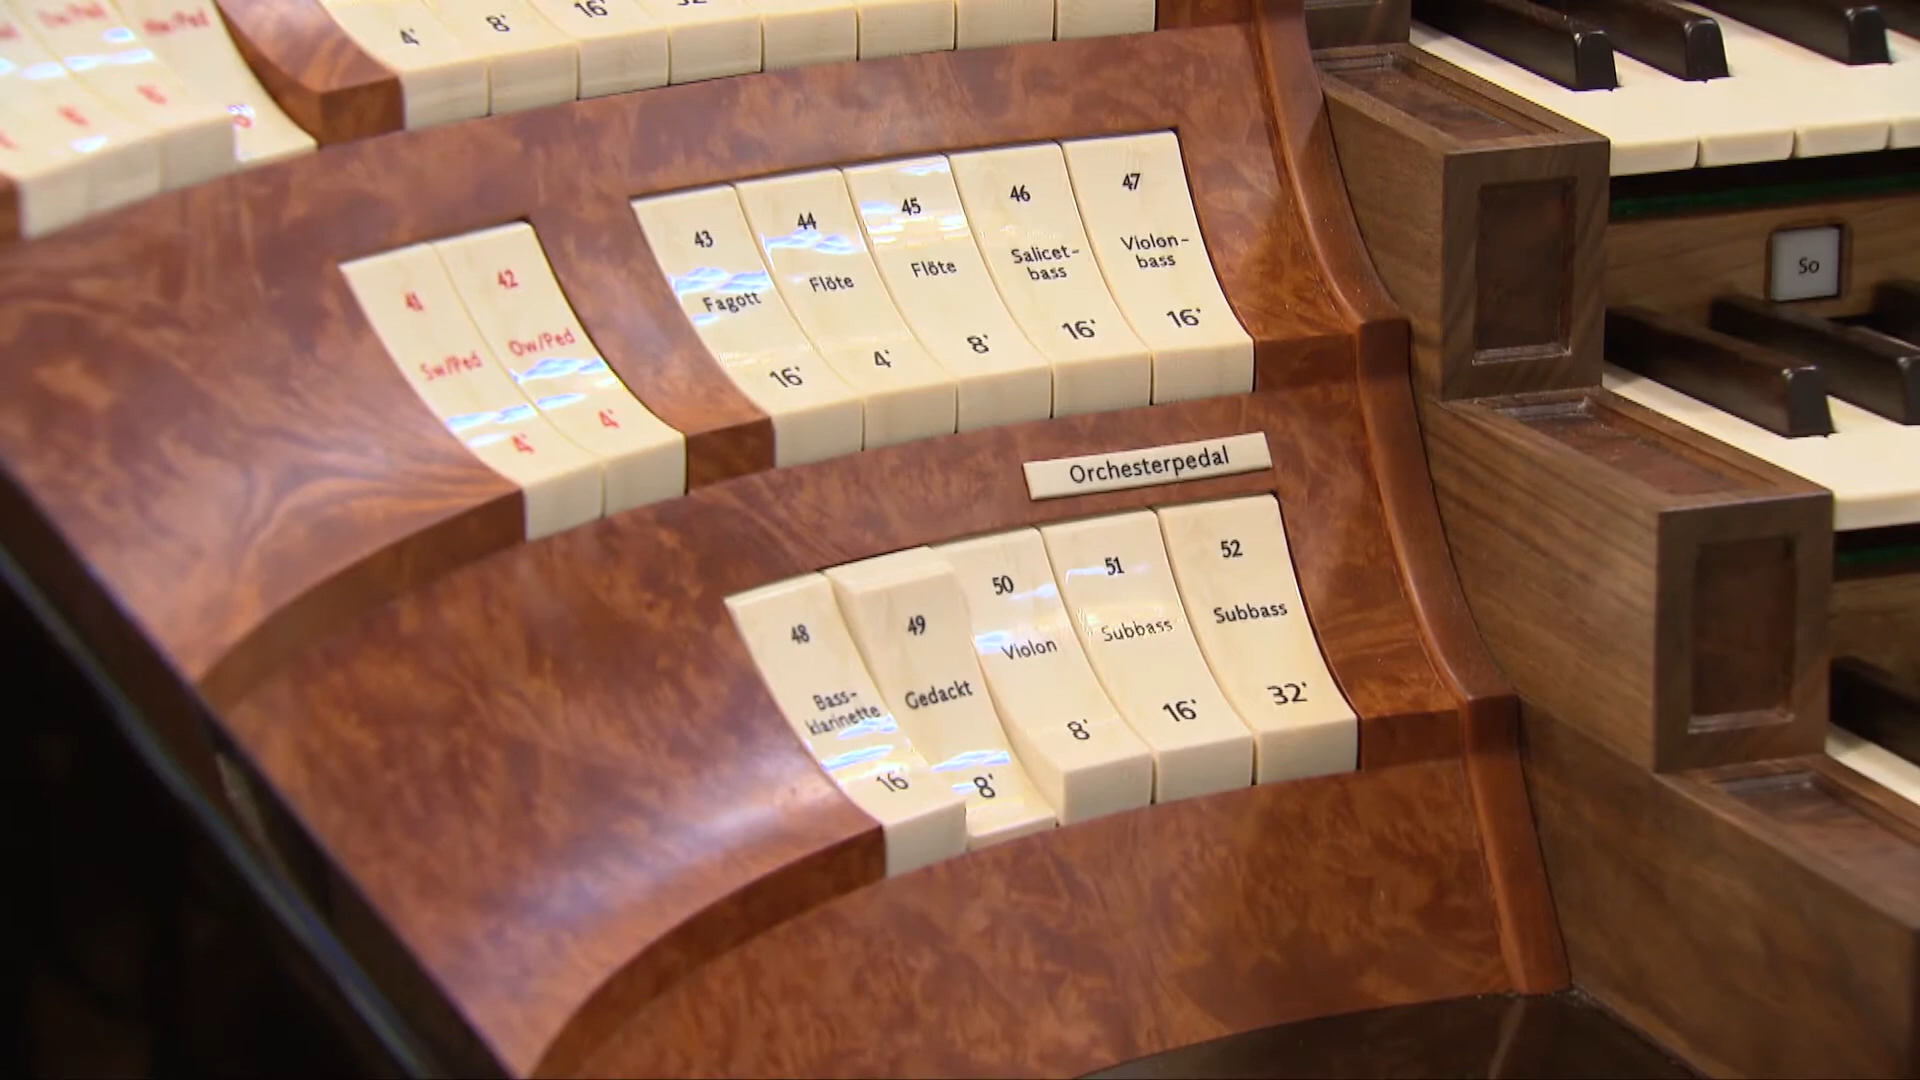 4'
8'
16'
8'
41
Sw/Ped
4'
42
Ow/Ped
4'
43
Fagott
16'
44
Flöte
4'
45
Flöte
8'
46
Salicet-
bass
16'
47
Violon-
bass
16'
So
Orchesterpedal
48
Bass-
klarinette
16'
49
Gedackt
8'
50
Violon
8'
51
Subbass
16'
52
Subbass
32'